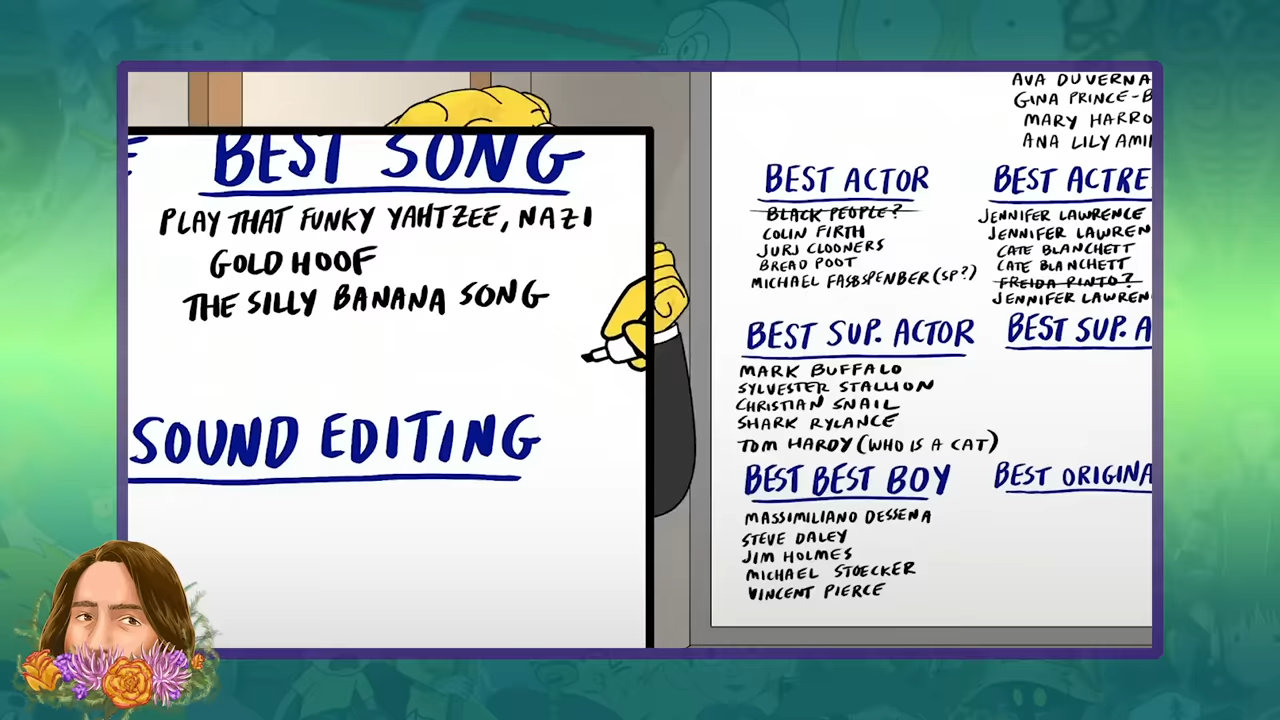 BEST SONG
PLAY THAT FUNKY YAHTZEE, NAZI
GOLD HOOF
THE SILLY BANANA SONG
SOUND EDITING
AVA DUVERNA
GINA PRINCE-B
MARY HARRO
ANA LILY AMI
BEST ACTOR
BLACK PEOPLE?
COLIN FIRTH
JURJ CLOONERS
BREAD POOT
MICHAEL FASBSPENBER (SP?)
BEST ACTRE
JENNIFER LAWRENCE
JENNIFER LAWREN
CATE BLANCHETT
CATE BLANCHETT
FREIDA PINTO?
JENNIFER LAWREN
BEST SUP. ACTOR
MARK BUFFALO
SYLVESTER STALLION
CHRISTIAN SNAIL
SHARK RYLANCE
TOM HARDY (WHO IS A CAT)
BEST SUP. A
BEST BEST BOY
MASSIMILIANO DESSENA
STEVE DALEY
JIM HOLMES
MICHAEL STOECKER
VINCENT PIERCE
BEST ORIGINA